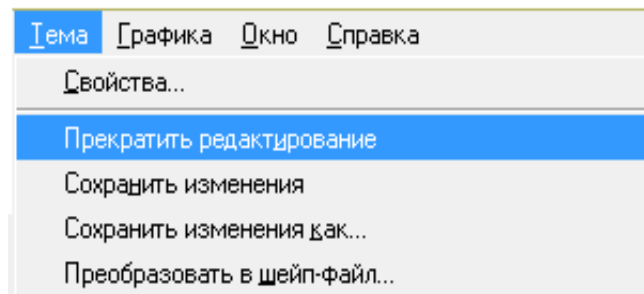 Тема Графика Окно Справка
Свойства...
Прекратить редактирование
Сохранить изменения
Сохранить изменения как...
Преобразовать в шейп-файл...